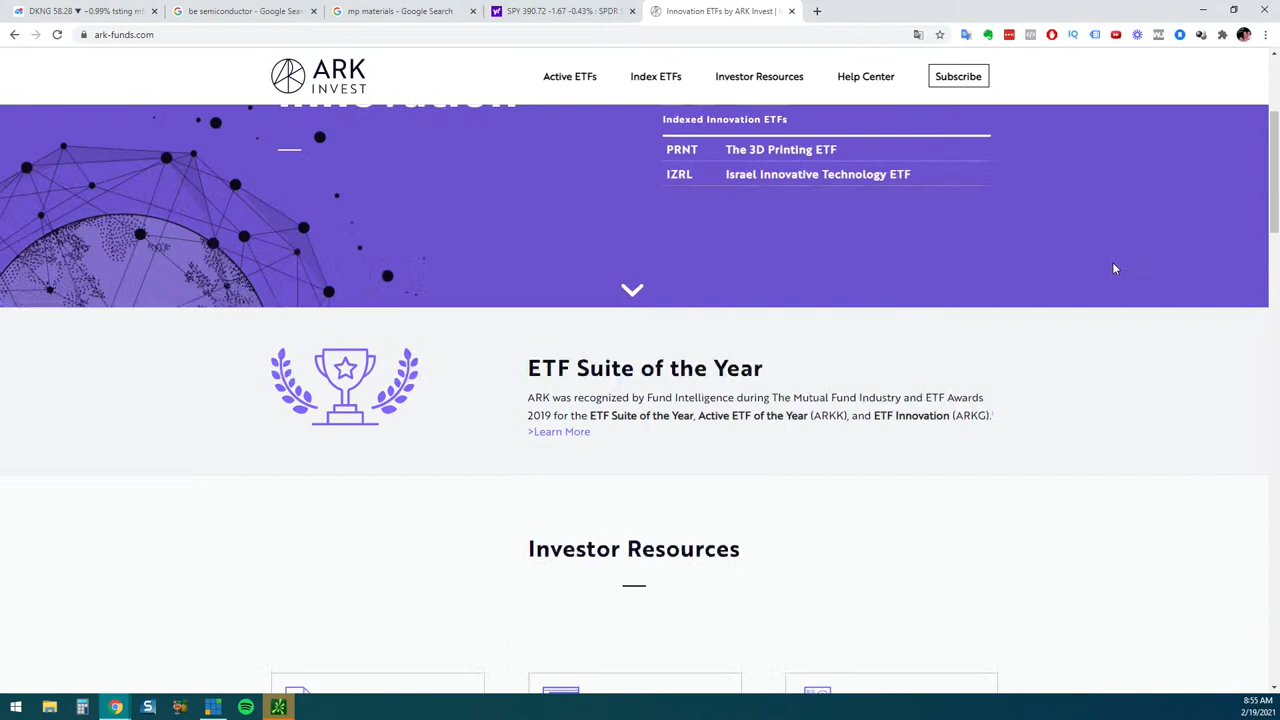 DKNG 58.28 ▼ −0.99% tsting mi
be semiconductor - Google Sear
mp materials - Google Search
SPY 390.72 -1.67 -0.43% : SPDR S
Innovation ETFs by ARK Invest |
ark-funds.com
ARK
INVEST
Active ETFs
Index ETFs
Investor Resources
Help Center
Subscribe
Innovation
Indexed Innovation ETFs
PRNT The 3D Printing ETF
IZRL Israel Innovative Technology ETF
ETF Suite of the Year
ARK was recognized by Fund Intelligence during The Mutual Fund Industry and ETF Awards
2019 for the ETF Suite of the Year, Active ETF of the Year (ARKK), and ETF Innovation (ARKG).
>Learn More
Investor Resources
8:55 AM
2/19/2021